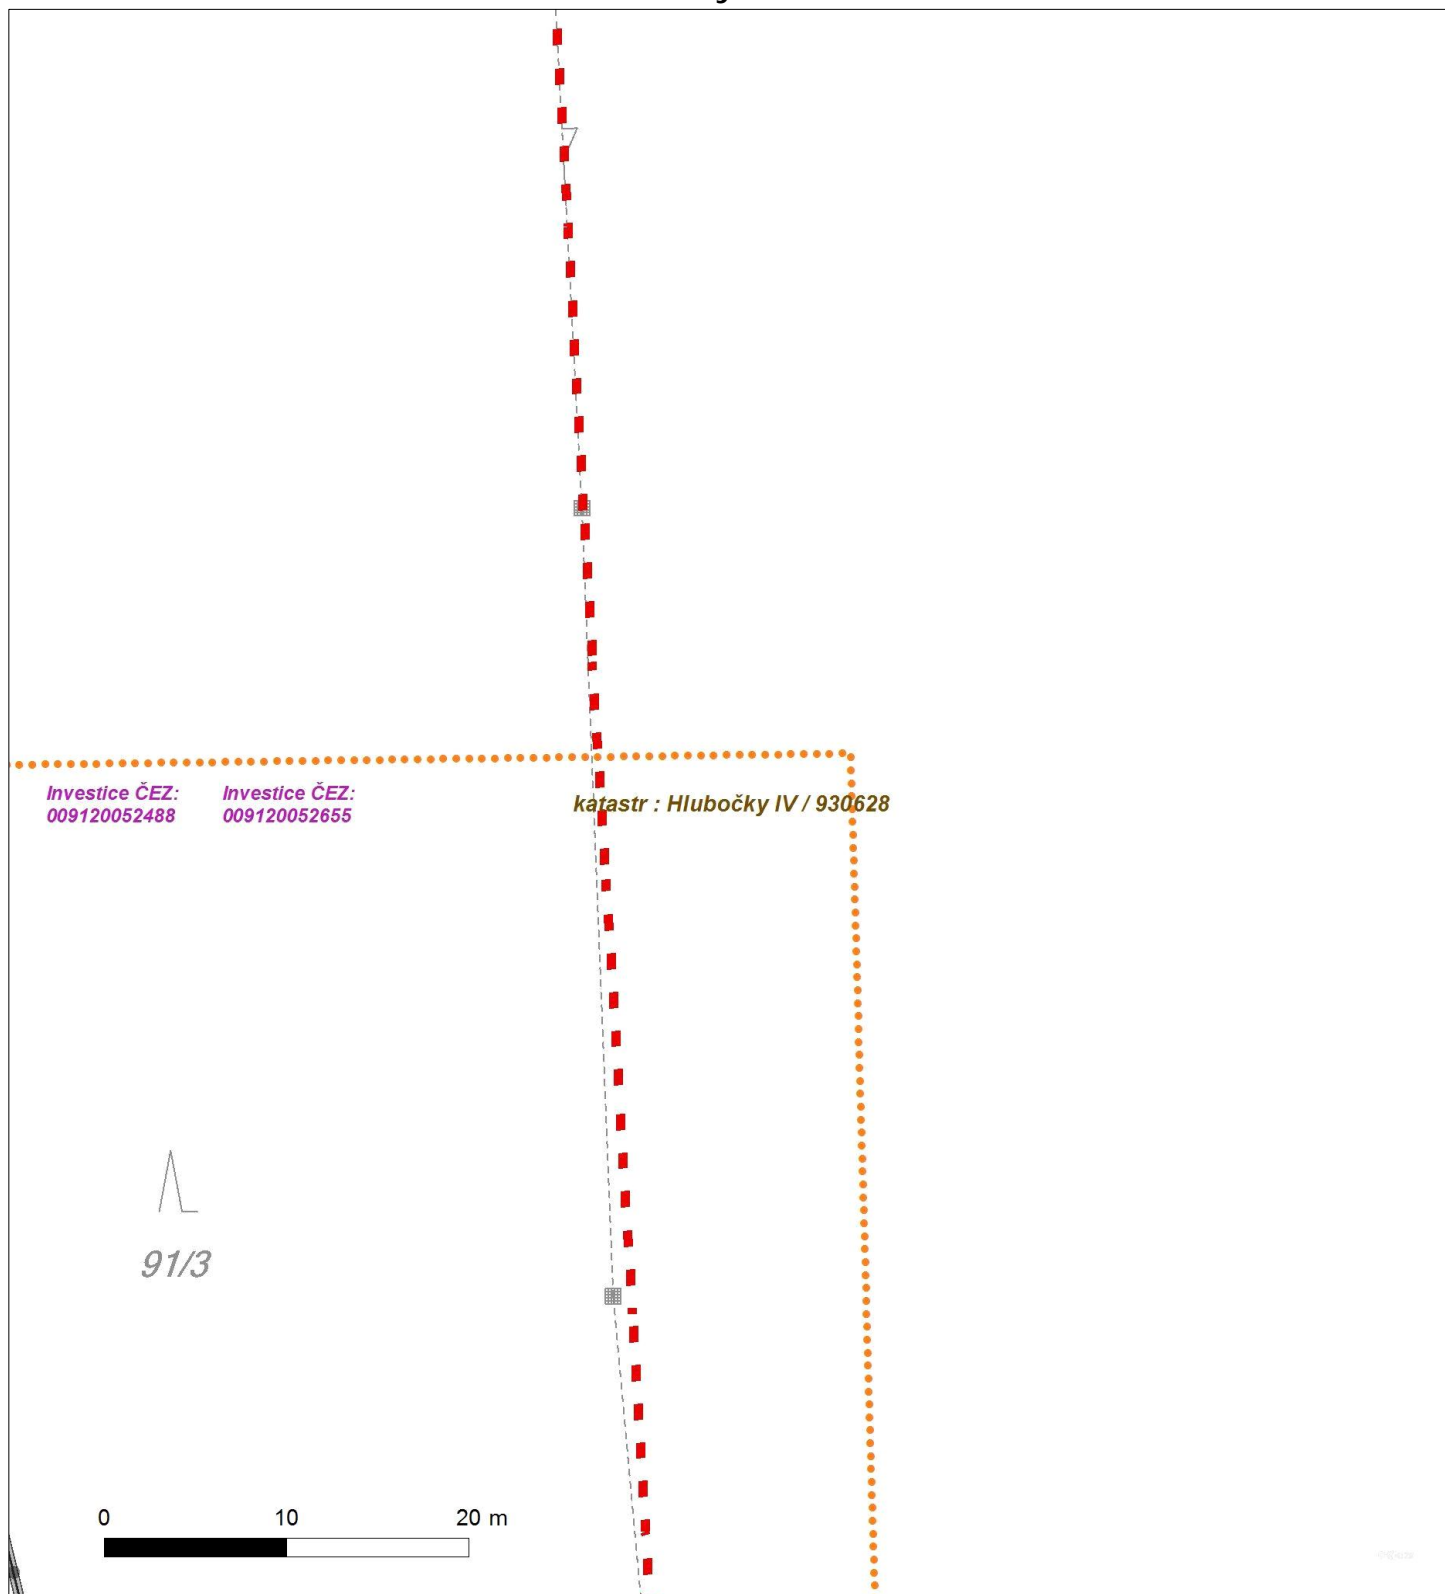 Investice ČEZ:
009120052488
Investice ČEZ:
009120052655
katastr : Hlubočky IV / 930628
91/3
0 10 20 m